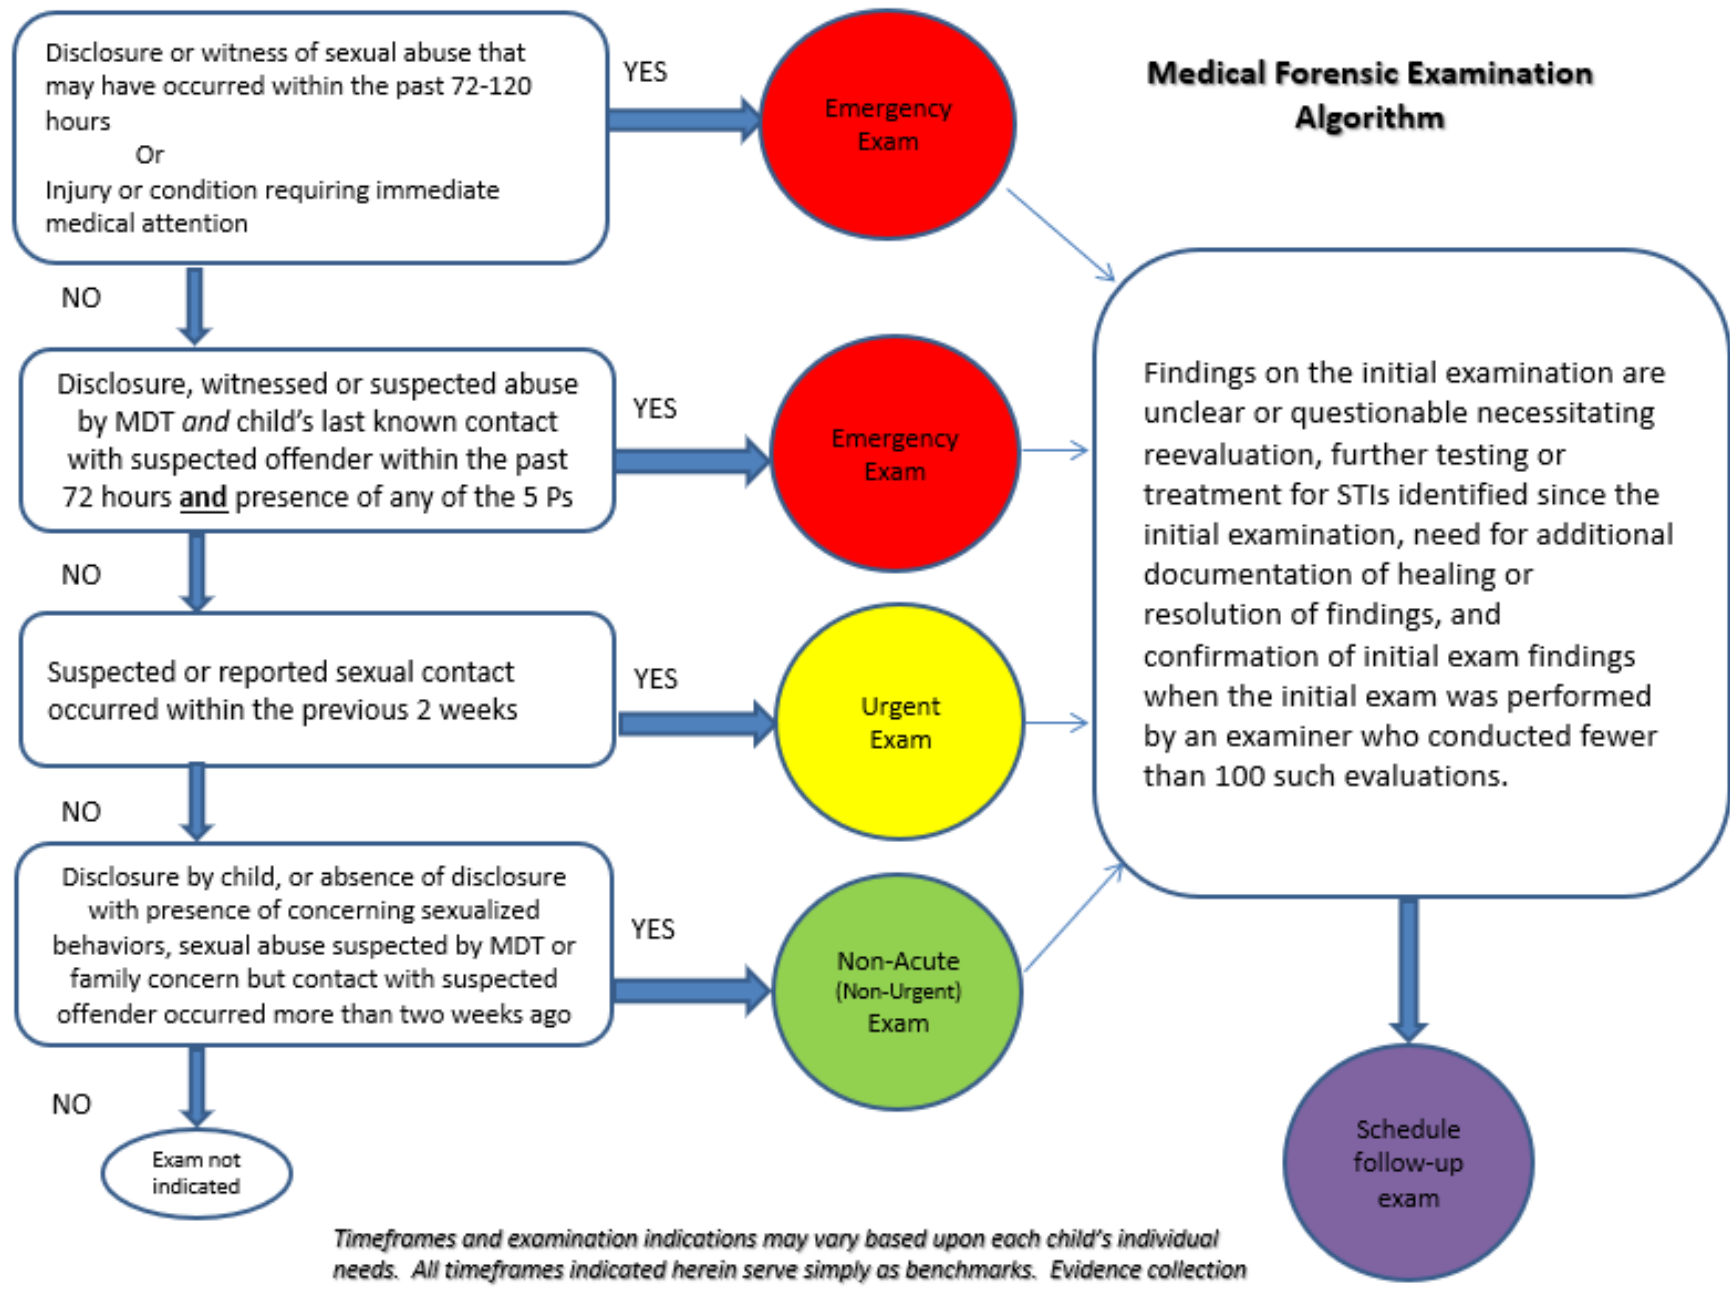 Medical Forensic Examination
Algorithm
Disclosure or witness of sexual abuse that
may have occurred within the past 72-120
hours
Or
Injury or condition requiring immediate
medical attention
YES
Emergency
Exam
NO
Disclosure, witnessed or suspected abuse
by MDT and child's last known contact
with suspected offender within the past
72 hours and presence of any of the 5 Ps
YES
Emergency
Exam
NO
Suspected or reported sexual contact
occurred within the previous 2 weeks
YES
Urgent
Exam
NO
Disclosure by child, or absence of disclosure
with presence of concerning sexualized
behaviors, sexual abuse suspected by MDT or
family concern but contact with suspected
offender occurred more than two weeks ago
YES
Non-Acute
(Non-Urgent)
Exam
NO
Exam not
indicated
Findings on the initial examination are
unclear or questionable necessitating
reevaluation, further testing or
treatment for STIs identified since the
initial examination, need for additional
documentation of healing or
resolution of findings, and
confirmation of initial exam findings
when the initial exam was performed
by an examiner who conducted fewer
than 100 such evaluations.
Schedule
follow-up
exam
Timeframes and examination indications may vary based upon each child's individual
needs.  All timeframes indicated herein serve simply as benchmarks.  Evidence collection